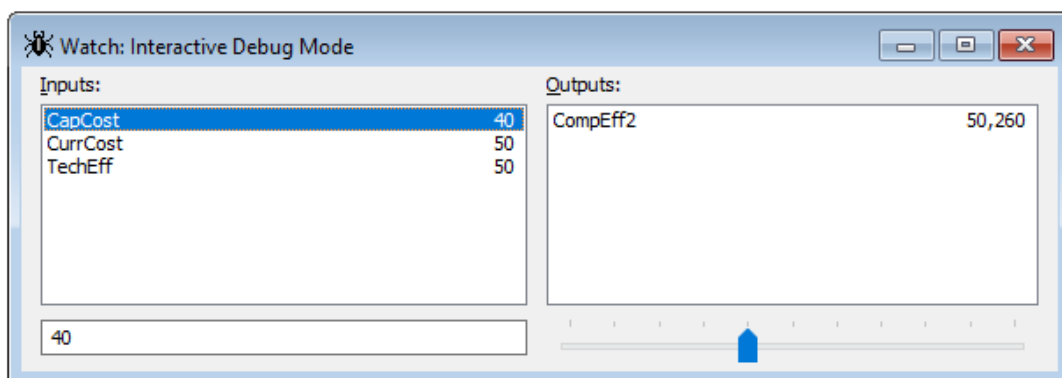 Watch: Interactive Debug Mode
Inputs:
Outputs:
CapCost 40
CurrCost 50
TechEff 50
CompEff2 50,260
40